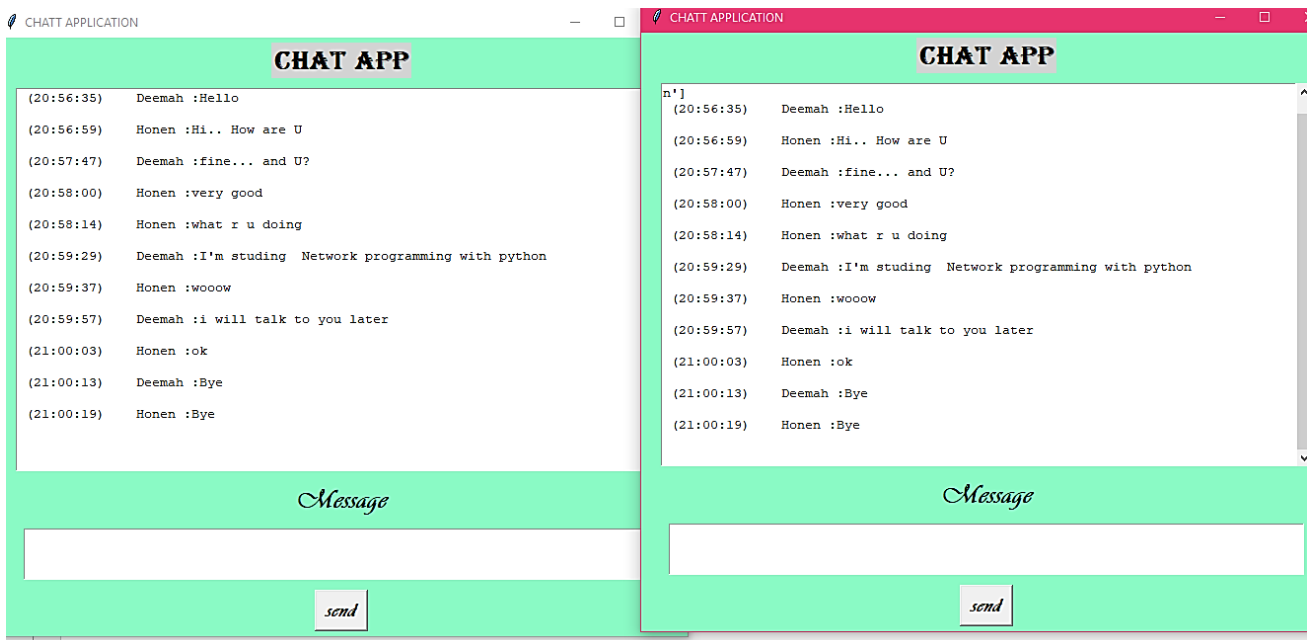 CHATT APPLICATION
CHAT APP
(20:56:35) Deemah :Hello
(20:56:59) Honen :Hi.. How are U
(20:57:47) Deemah :fine... and U?
(20:58:00) Honen :very good
(20:58:14) Honen :what r u doing
(20:59:29) Deemah :I'm studing  Network programming with python
(20:59:37) Honen :wooow
(20:59:57) Deemah :i will talk to you later
(21:00:03) Honen :ok
(21:00:13) Deemah :Bye
(21:00:19) Honen :Bye
Message
send
CHATT APPLICATION
CHAT APP
n']
(20:56:35) Deemah :Hello
(20:56:59) Honen :Hi.. How are U
(20:57:47) Deemah :fine... and U?
(20:58:00) Honen :very good
(20:58:14) Honen :what r u doing
(20:59:29) Deemah :I'm studing  Network programming with python
(20:59:37) Honen :wooow
(20:59:57) Deemah :i will talk to you later
(21:00:03) Honen :ok
(21:00:13) Deemah :Bye
(21:00:19) Honen :Bye
Message
send